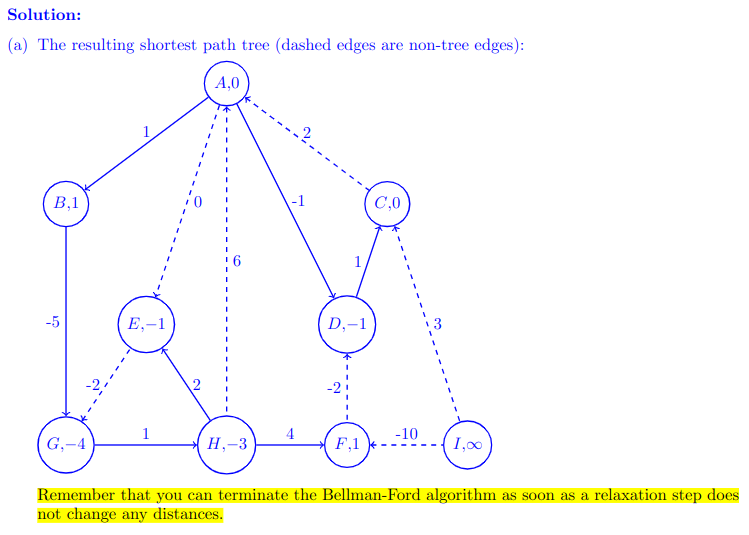 Solution:
(a) The resulting shortest path tree (dashed edges are non-tree edges):
A,0
1
2
B,1
0
-1
C,0
6
1
-5
E,−1
D,−1
3
-2
2
-2
G,−4
1
H,−3
4
F,1
-10
I,∞
Remember that you can terminate the Bellman-Ford algorithm as soon as a relaxation step does
not change any distances.